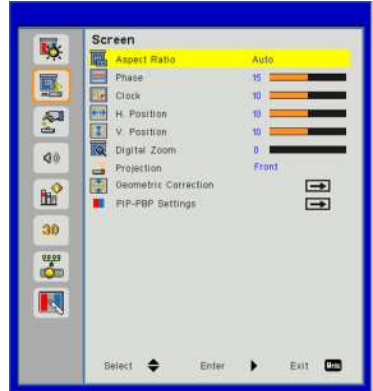 Screen
Aspect Ratio Auto
Phase 15
Clock 10
H. Position 10
V. Position 10
Digital Zoom 0
Projection Front
Geometric Correction
PIP-PBP Settings
3D
Select Enter Exit Menu